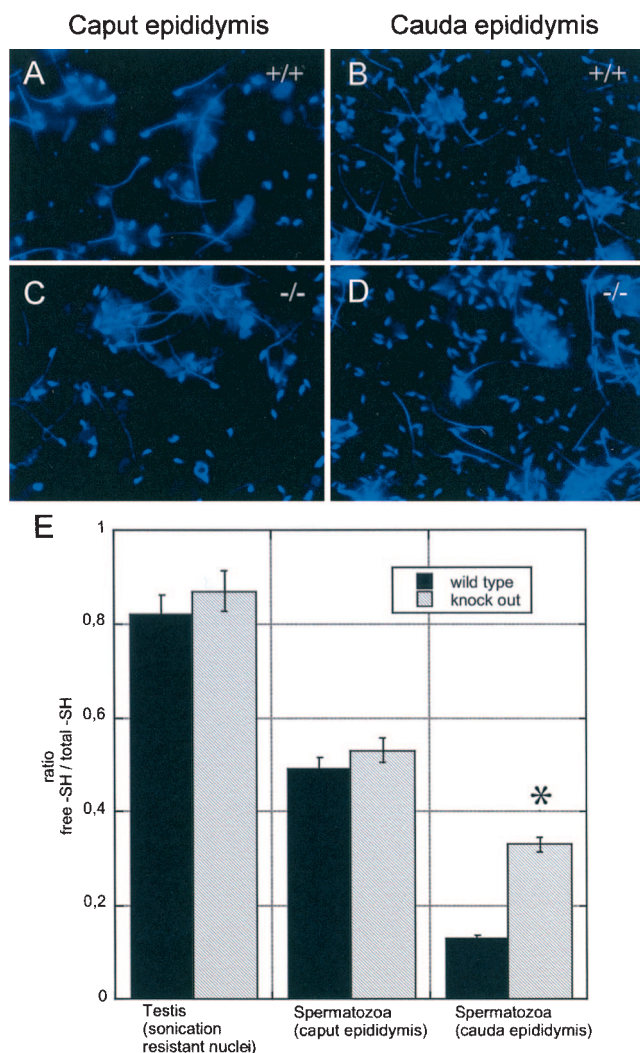 Caput epididymis
Cauda epididymis
A
+/+
B
+/+
C
-/-
D
-/-
E
1
0,8
0,6
0,4
0,2
0
ratio
free -SH / total -SH
wild type
knock out
*
Testis
(sonication
resistant nuclei)
Spermatozoa
(caput epididymis)
Spermatozoa
(cauda epididymis)